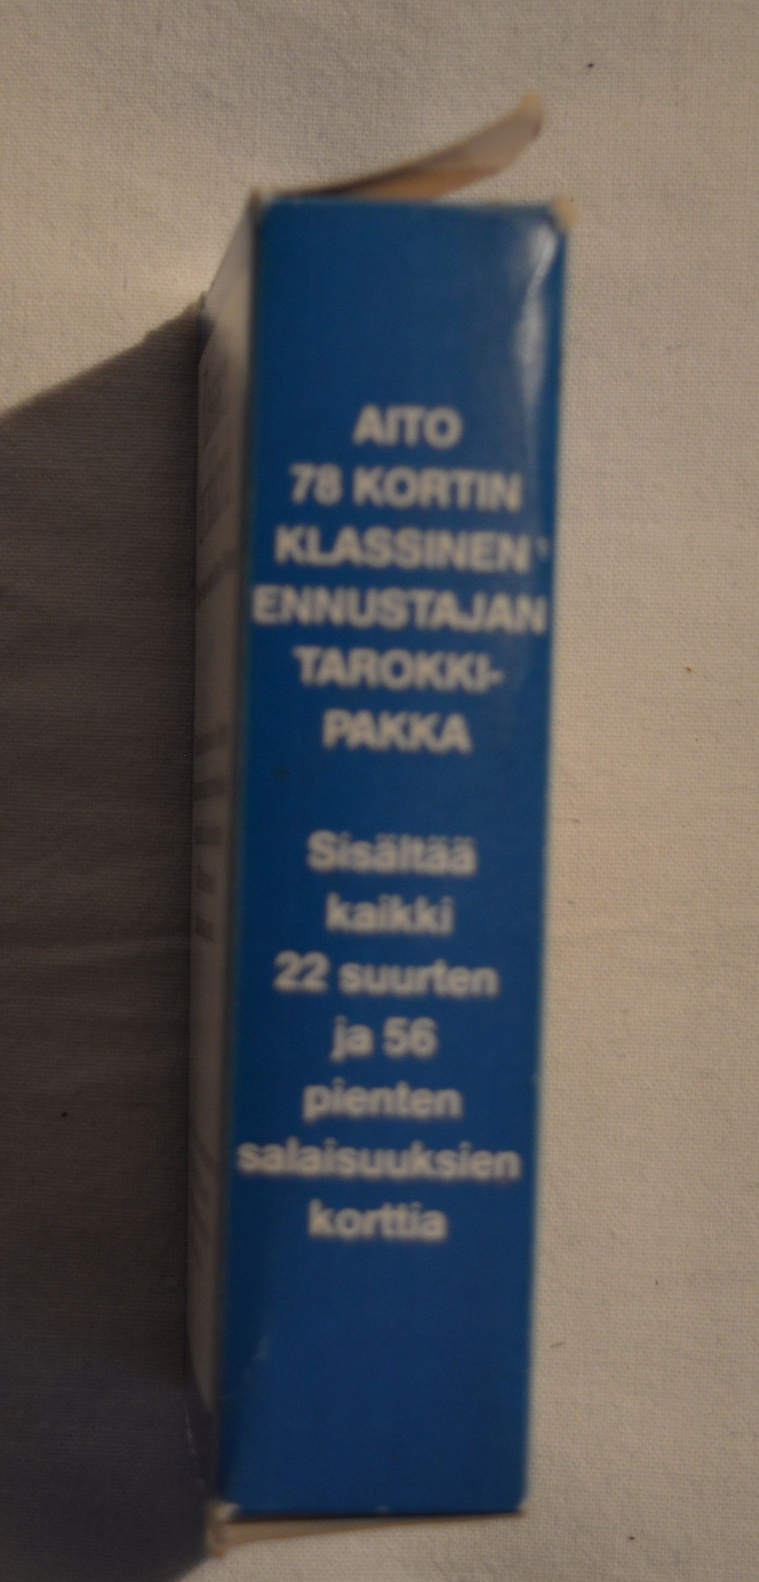 AITO
78 KORTIN
KLASSINEN
ENNUSTAJAN
TAROKKI-
PAKKA
Sisältää
kaikki
22 suurten
ja 56
pienten
salaisuuksien
korttia